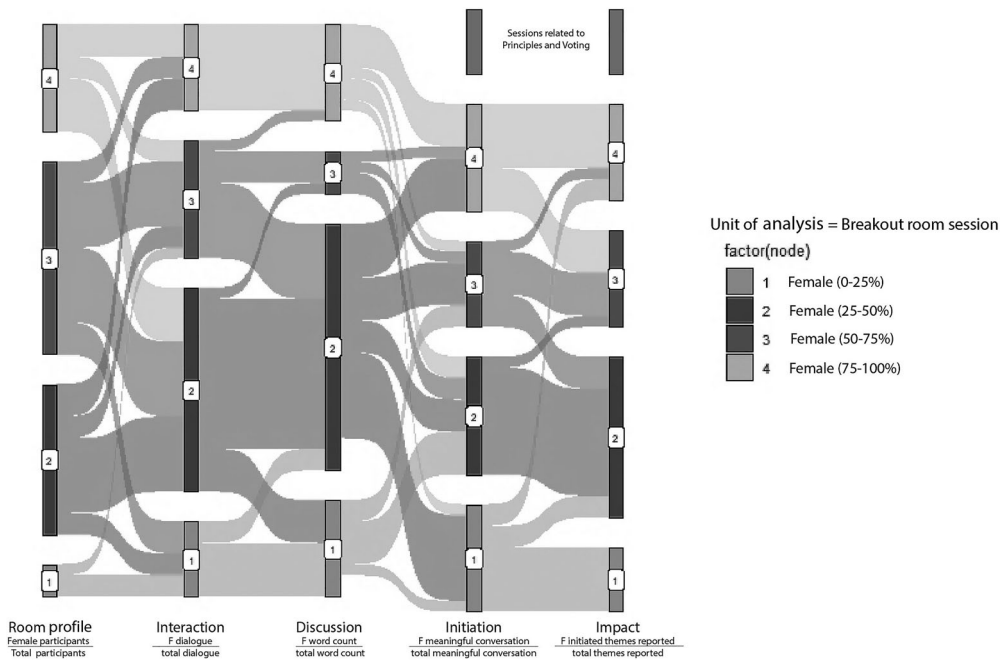 Sessions related to
Principles and Voting
4
4
4
4
4
3
3
3
3
3
2
2
2
2
2
1
1
1
1
1
Unit of analysis = Breakout room session
factor(node)
1 Female (0-25%)
2 Female (25-50%)
3 Female (50-75%)
4 Female (75-100%)
Room profile
Female participants
Total participants
Interaction
F dialogue
total dialogue
Discussion
F word count
total word count
Initiation
F meaningful conversation
total meaningful conversation
Impact
F initiated themes reported
total themes reported